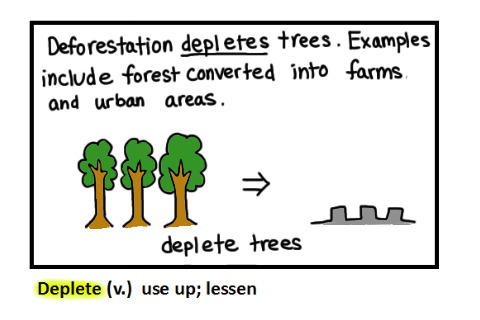 Deforestation depletes trees. Examples
include forest converted into farms.
and urban areas.
deplete trees
Deplete (v.) use up; lessen